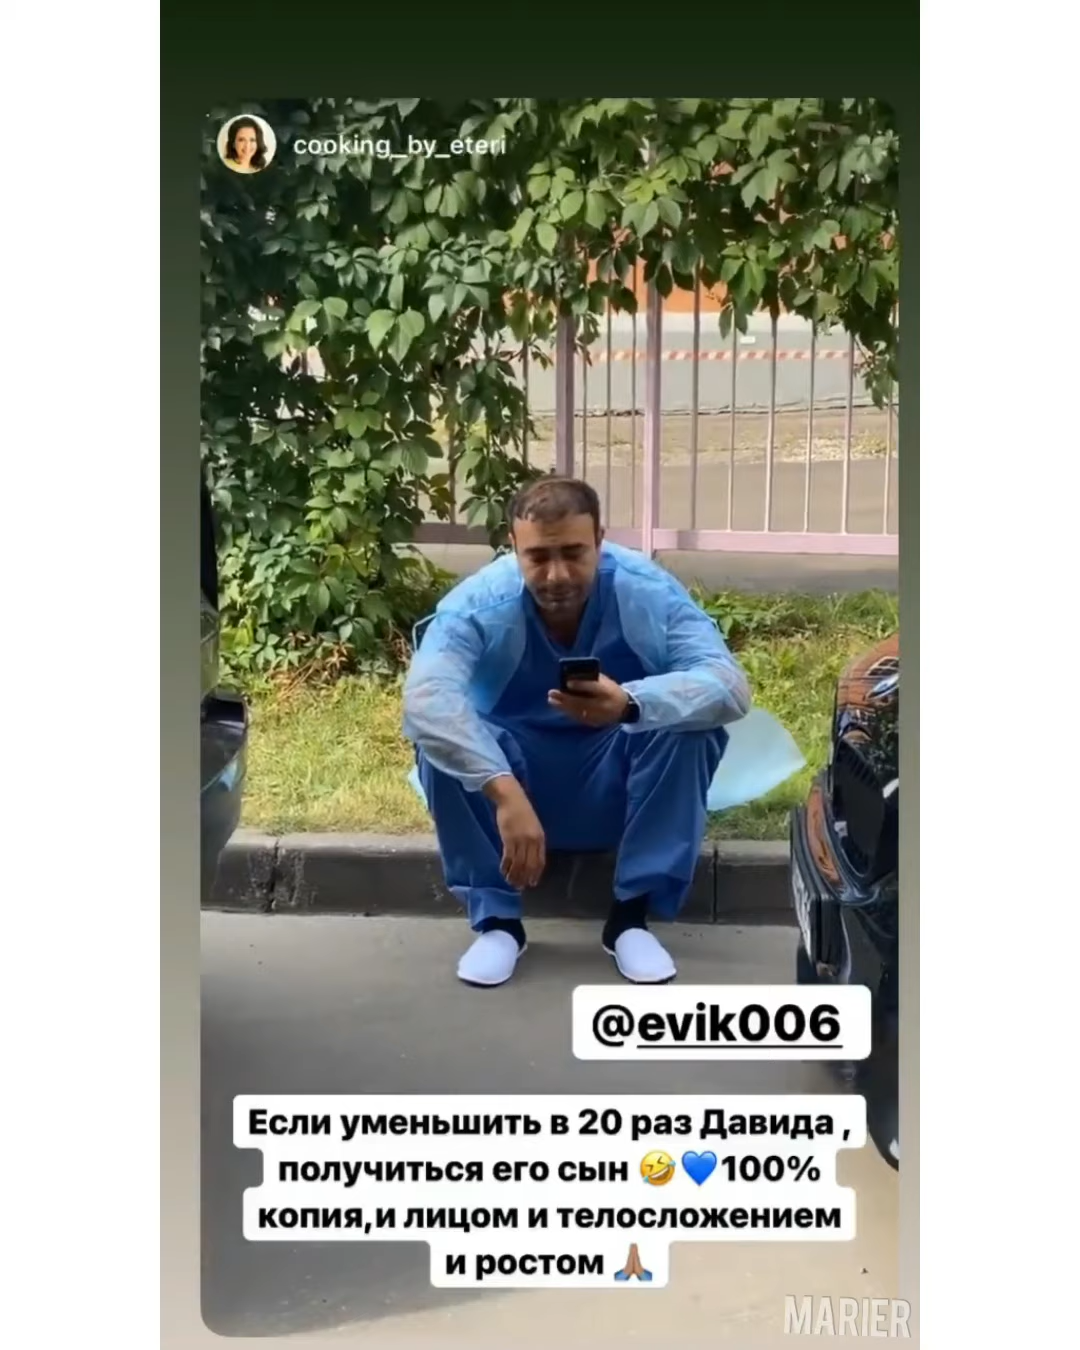 cooking_by_eteri
@evik006
Если уменьшить в 20 раз Давида ,
получиться его сын 🤣💙100%
копия,и лицом и телосложением
и ростом 🙏🏽
MARIER